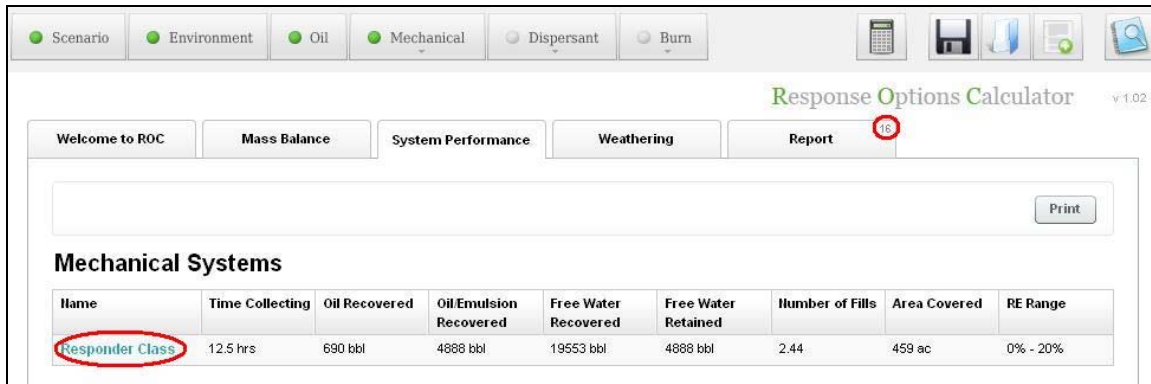 Scenario Environment Oil Mechanical Dispersant Burn
Response Options Calculator v 1.02
Welcome to ROC Mass Balance System Performance Weathering Report 16
Print
Mechanical Systems
Name Time Collecting Oil Recovered Oil/Emulsion Recovered Free Water Recovered Free Water Retained Number of Fills Area Covered RE Range
Responder Class 12.5 hrs 690 bbl 4888 bbl 19553 bbl 4888 bbl 2.44 459 ac 0% - 20%